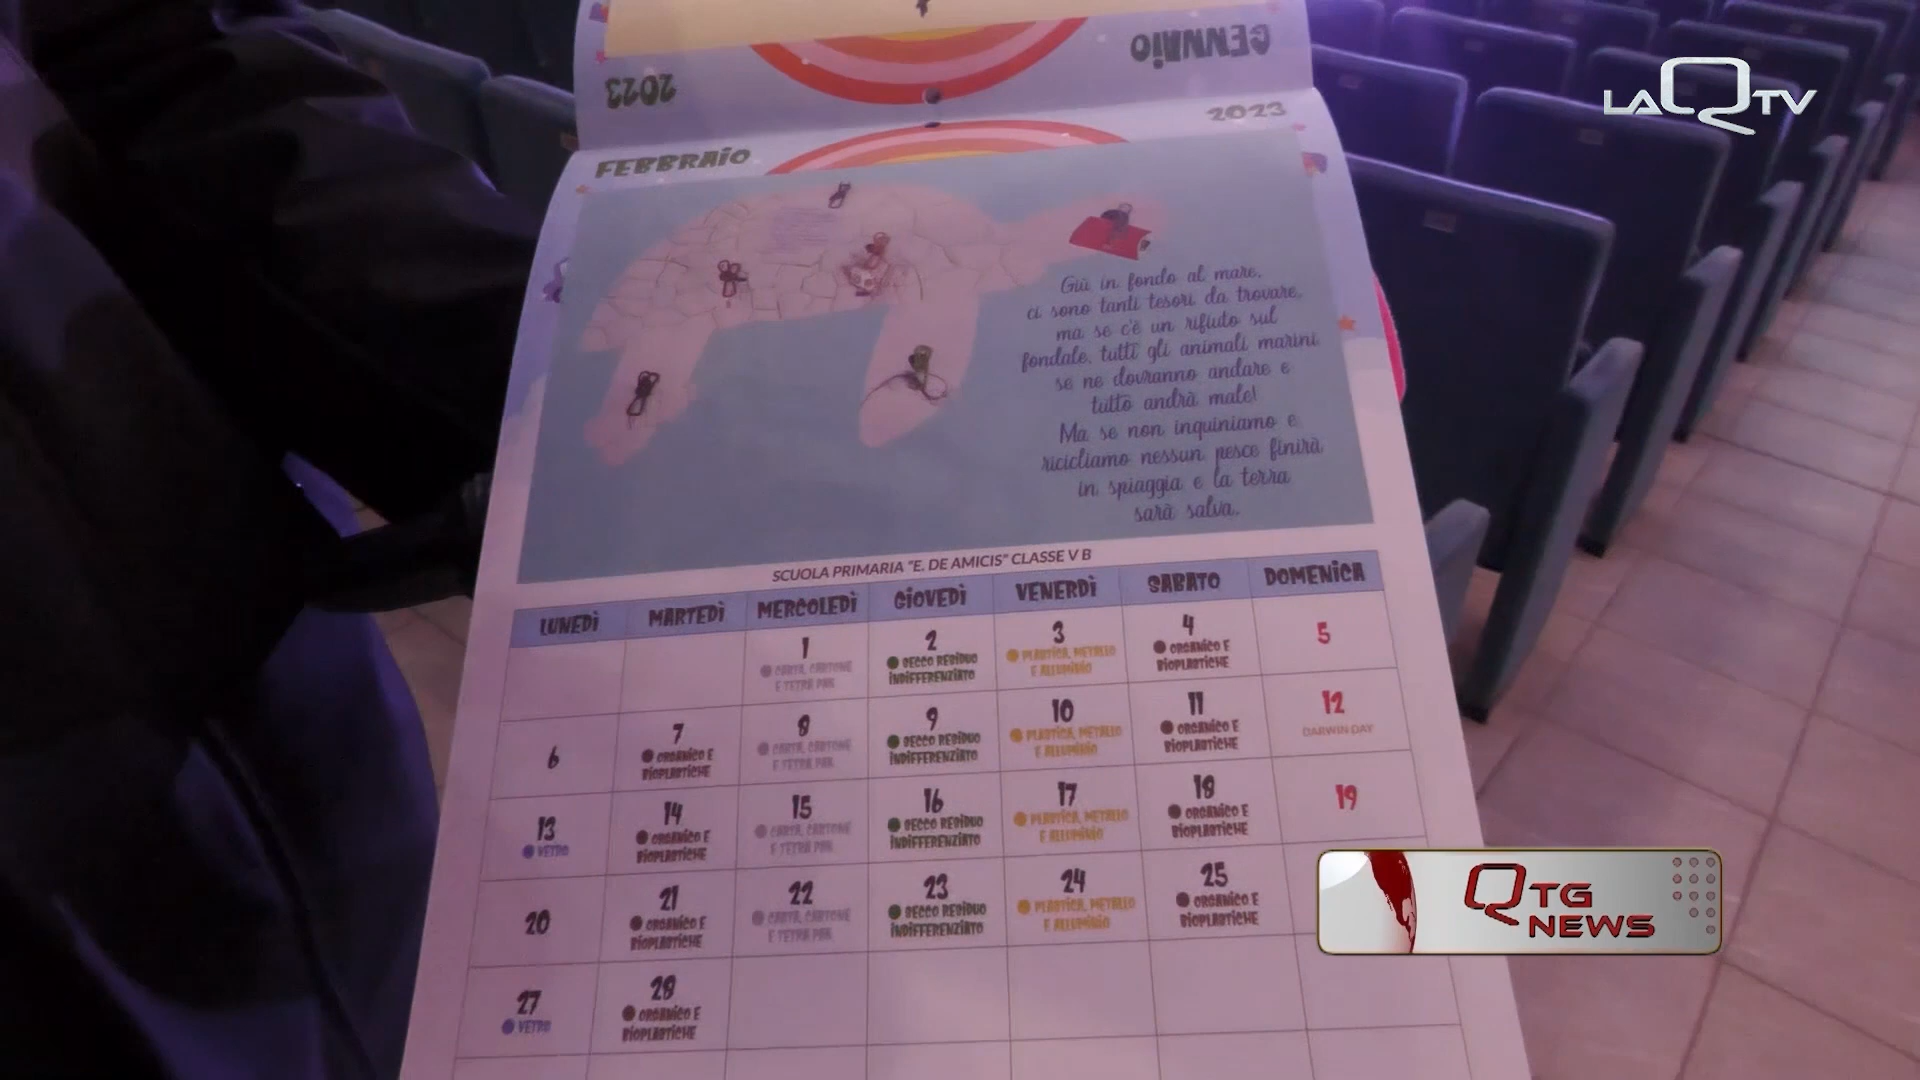 GENNAIO
2023
LAQTV
2023
FEBBRAIO
Giù in fondo al mare,
ci sono tanti tesori da trovare,
ma se c'è un rifiuto sul
fondale, tutti gli animali marini
se ne dovranno andare e
tutto andrà male!
Ma se non inquiniamo e
ricicliamo nessun pesce finirà
in spiaggia e la terra
sarà salva.
SCUOLA PRIMARIA "E. DE AMICIS" CLASSE V B
LUNEDÌ MARTEDÌ MERCOLEDÌ GIOVEDÌ VENERDÌ SABATO DOMENICA
1 2 3 4 5
CARTA, CARTONE SECCO RESIDUO PLASTICA, METALLO ORGANICO E
E TETRA PAK INDIFFERENZIATO E ALLUMINIO BIOPLASTICHE
6 7 8 9 10 11 12
ORGANICO E CARTA, CARTONE SECCO RESIDUO PLASTICA, METALLO ORGANICO E DARWIN DAY
BIOPLASTICHE E TETRA PAK INDIFFERENZIATO E ALLUMINIO BIOPLASTICHE
13 14 15 16 17 18 19
VETRO ORGANICO E CARTA, CARTONE SECCO RESIDUO PLASTICA, METALLO ORGANICO E
BIOPLASTICHE E TETRA PAK INDIFFERENZIATO E ALLUMINIO BIOPLASTICHE
20 21 22 23 24 25
ORGANICO E CARTA, CARTONE SECCO RESIDUO PLASTICA, METALLO ORGANICO E
BIOPLASTICHE E TETRA PAK INDIFFERENZIATO E ALLUMINIO BIOPLASTICHE
27 28
VETRO ORGANICO E
BIOPLASTICHE
QTG
NEWS